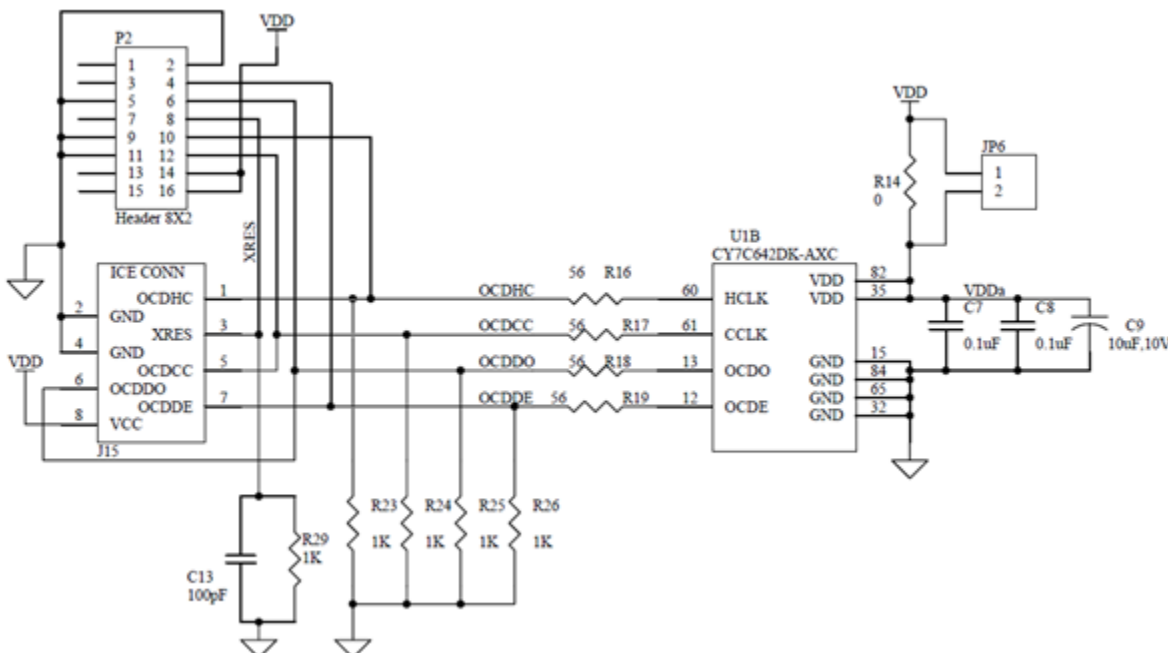 VDD
P2
1 2
3 4
5 6
7 8
9 10
11 12
13 14
15 16
Header 8X2
XRES
VDD
R14
0
JP6
1
2
ICE CONN
OCDHC 1
2 GND
XRES 3
4 GND
OCDCC 5
6 OCDDO
OCDDE 7
8 VCC
J15
VDD
OCDHC 56 R16
OCDCC 56 R17
OCDDO 56 R18
OCDDE 56 R19
U1B
CY7C642DK-AXC
VDD 82
60 HCLK VDD 35
61 CCLK
13 OCDO GND 15
GND 84
12 OCDE GND 65
GND 32
VDDa
C7
0.1uF
C8
0.1uF
C9
10uF,10V
R23
1K
R24
1K
R25
1K
R26
1K
R29
1K
C13
100pF